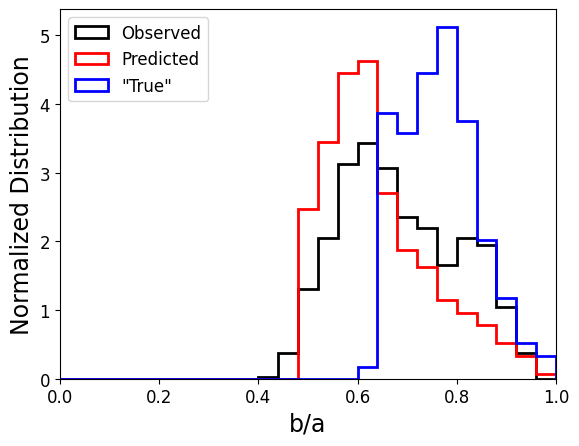 Observed
Predicted
"True"
Normalized Distribution
5
4
3
2
1
0
0.0 0.2 0.4 0.6 0.8 1.0
b/a